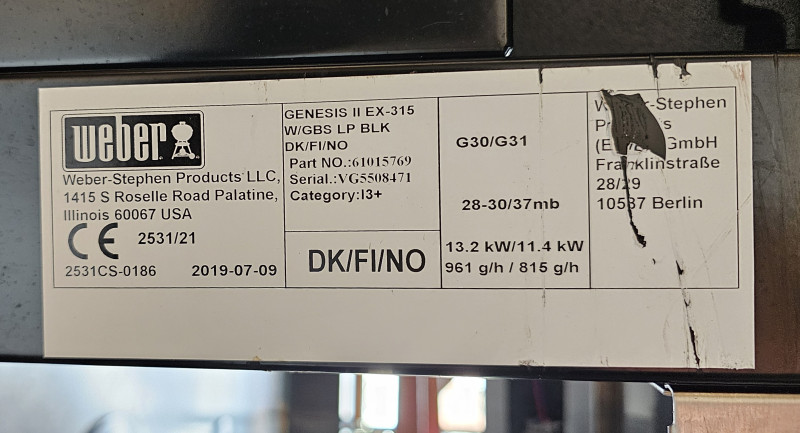 weber
Weber-Stephen Products LLC,
1415 S Roselle Road Palatine,
Illinois 60067 USA
CE 2531/21
2531CS-0186 2019-07-09
GENESIS II EX-315
W/GBS LP BLK
DK/FI/NO
Part NO.:61015769
Serial.:VG5508471
Category:I3+
DK/FI/NO
G30/G31
28-30/37mb
13.2 kW/11.4 kW
961 g/h / 815 g/h
-Stephen
GmbH
Franklinstraße
28/29
10587 Berlin